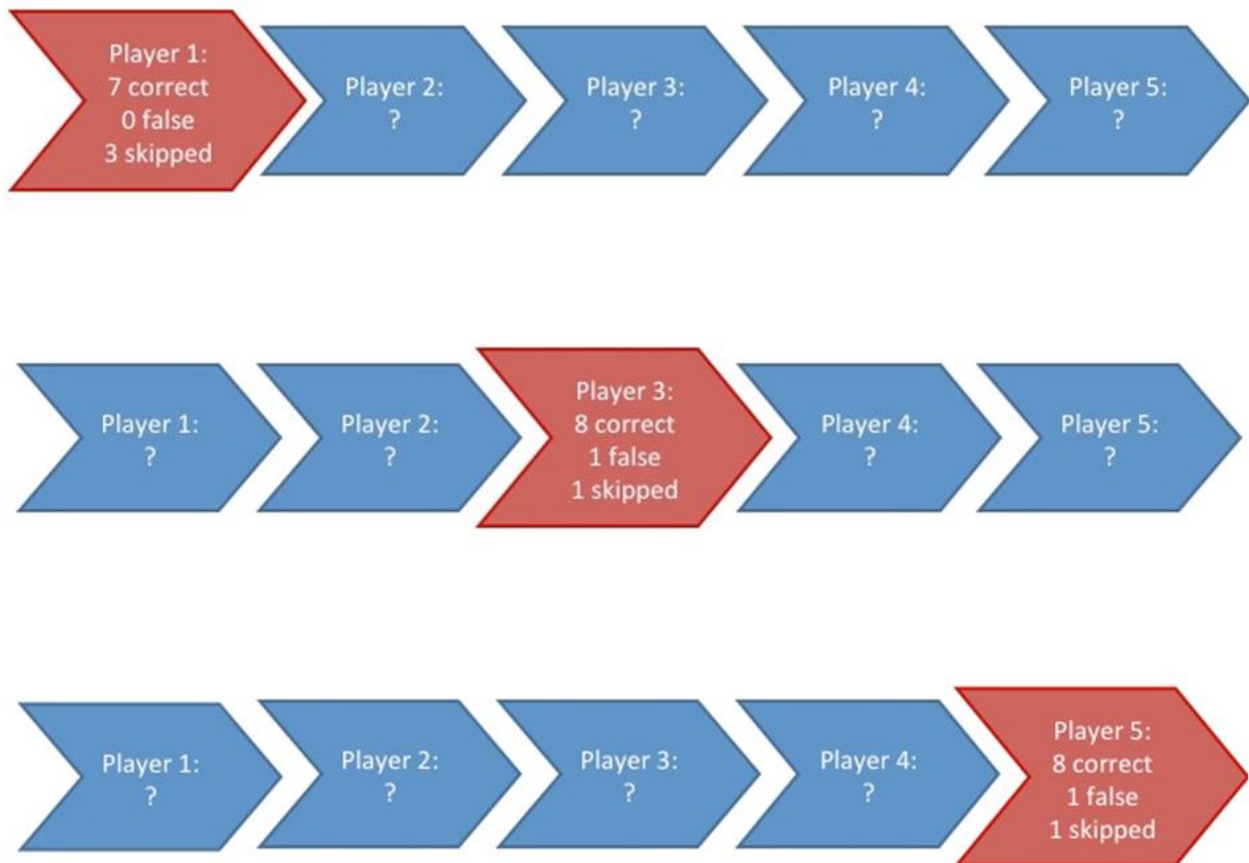 Player 1:
7 correct
0 false
3 skipped
Player 2:
?
Player 3:
?
Player 4:
?
Player 5:
?
Player 1:
?
Player 2:
?
Player 3:
8 correct
1 false
1 skipped
Player 4:
?
Player 5:
?
Player 1:
?
Player 2:
?
Player 3:
?
Player 4:
?
Player 5:
8 correct
1 false
1 skipped